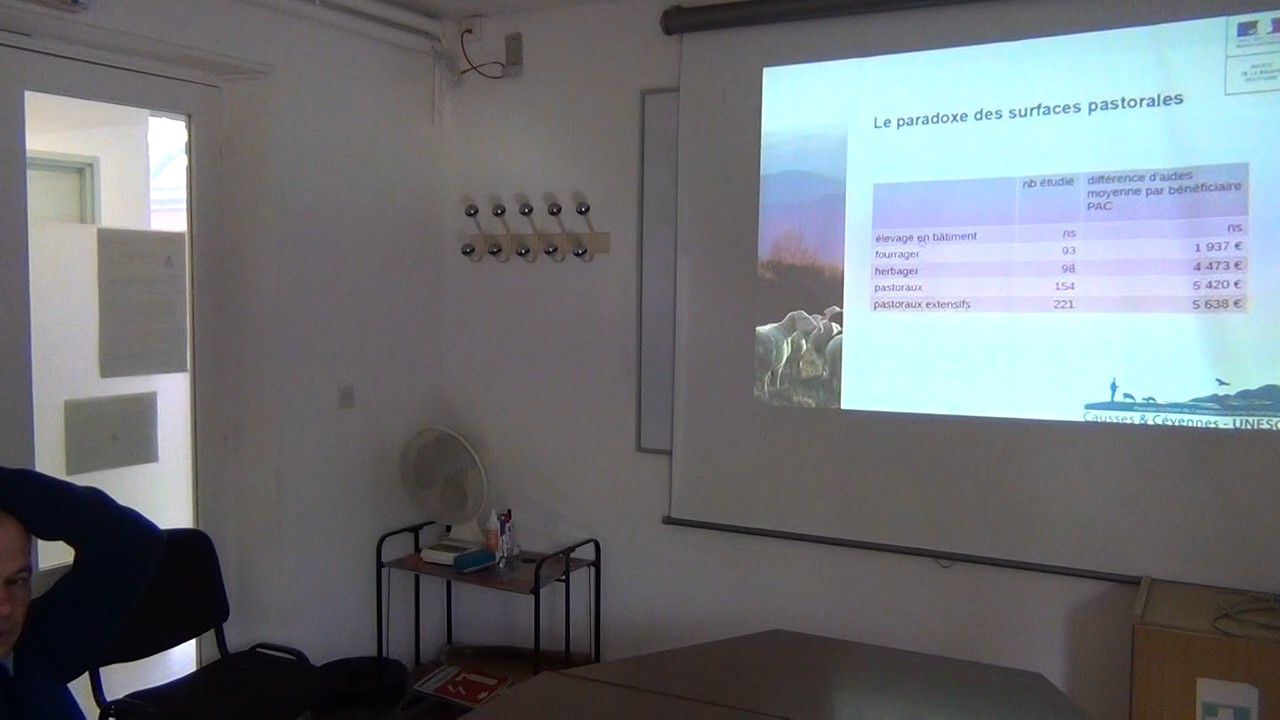 Le paradoxe des surfaces pastorales
nb étudie différence d'aides
moyenne par bénéficiaire
PAC
élevage en bâtiment ns ns
fourrager 93 1 937 €
herbager 98 4 473 €
pastoraux 154 5 420 €
pastoraux extensifs 221 5 638 €
Causses & Cévennes - UNESC